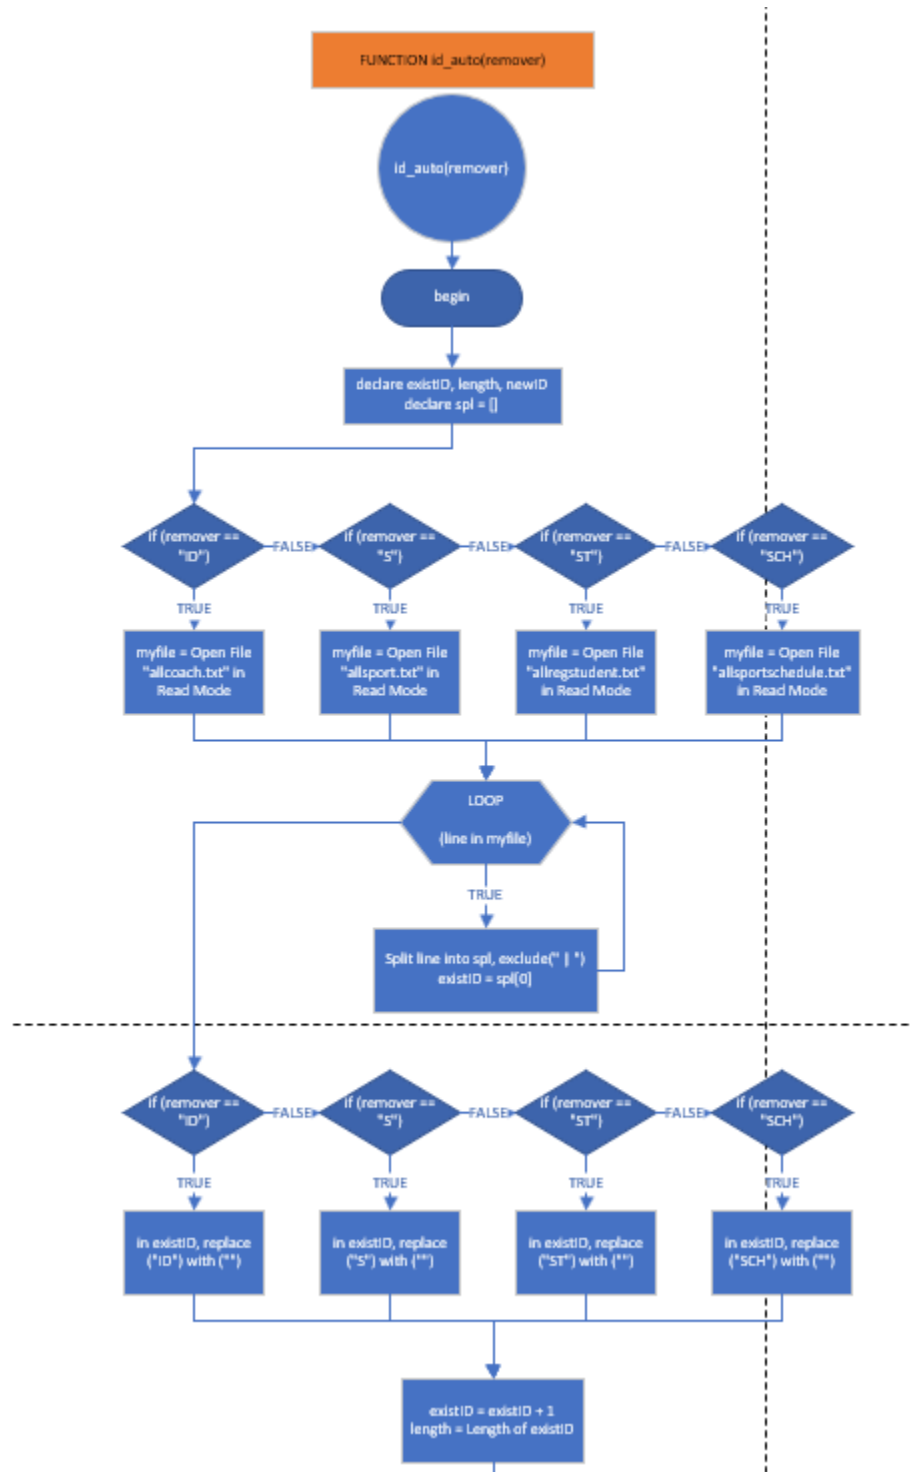 FUNCTION id_auto(remover)
id_auto(remover)
begin
declare existID, length, newID
declare spl = []
if (remover ==
"ID")
FALSE
if (remover ==
"S")
FALSE
if (remover ==
"ST")
FALSE
if (remover ==
"SCH")
TRUE
TRUE
TRUE
TRUE
myfile = Open File
"allcoach.txt" in
Read Mode
myfile = Open File
"allsport.txt" in
Read Mode
myfile = Open File
"allregstudent.txt"
in Read Mode
myfile = Open File
"allsportschedule.txt"
in Read Mode
LOOP
(line in myfile)
TRUE
Split line into spl, exclude(" | ")
existID = spl[0]
if (remover ==
"ID")
FALSE
if (remover ==
"S")
FALSE
if (remover ==
"ST")
FALSE
if (remover ==
"SCH")
TRUE
TRUE
TRUE
TRUE
in existID, replace
("ID") with ("")
in existID, replace
("S") with ("")
in existID, replace
("ST") with ("")
in existID, replace
("SCH") with ("")
existID = existID + 1
length = Length of existID